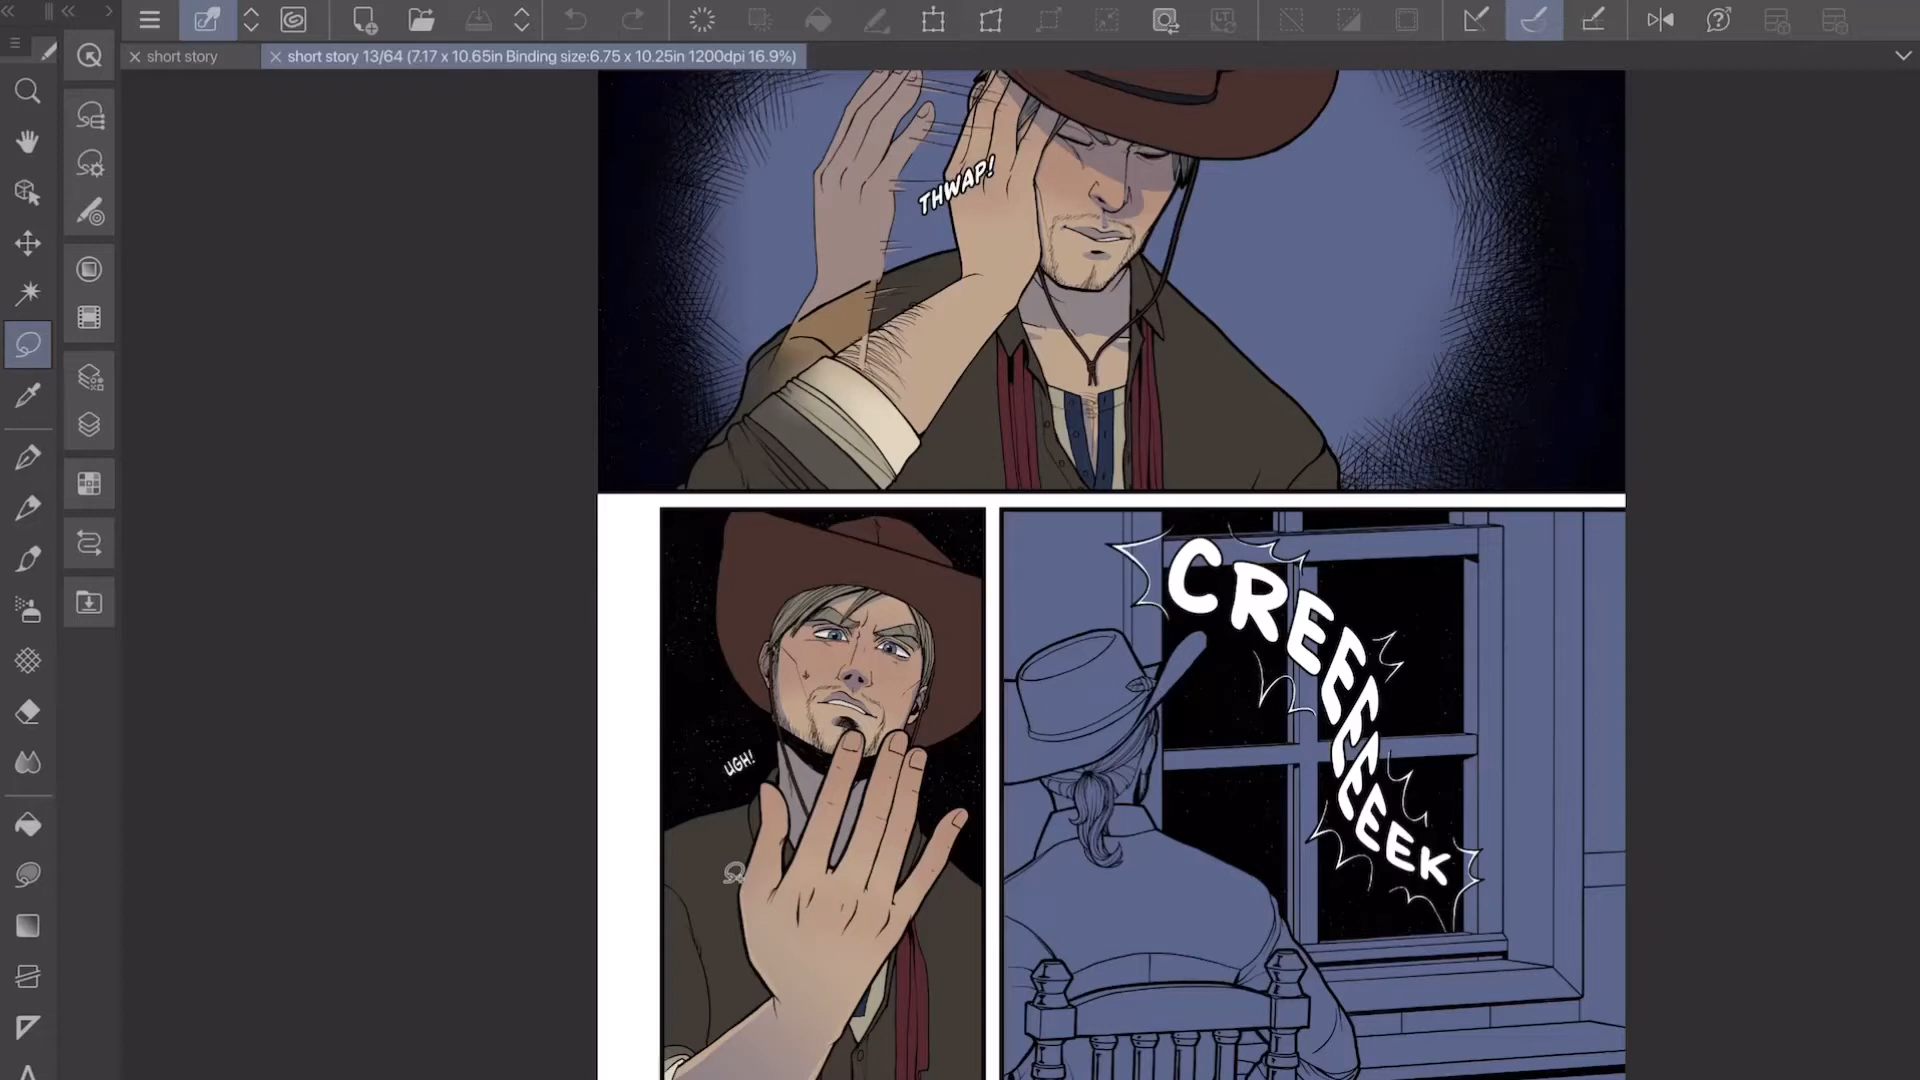 short story
short story 13/64 (7.17 x 10.65in Binding size:6.75 x 10.25in 1200dpi 16.9%)
THWAP!
UGH!
CREEEEEEEEK